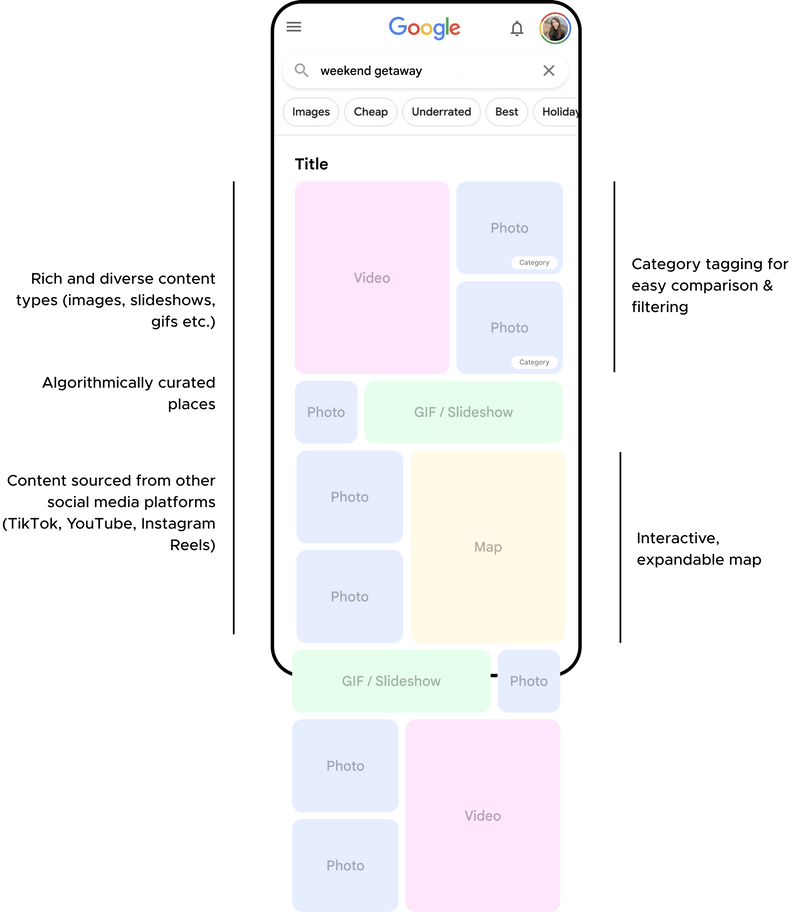 Google
weekend getaway
Images
Cheap
Underrated
Best
Holiday
Title
Video
Photo
Category
Photo
Category
Photo
GIF / Slideshow
Photo
Map
Photo
GIF / Slideshow
Photo
Photo
Video
Photo
Rich and diverse content
types (images, slideshows,
gifs etc.)
Algorithmically curated
places
Content sourced from other
social media platforms
(TikTok, YouTube, Instagram
Reels)
Category tagging for
easy comparison &
filtering
Interactive,
expandable map